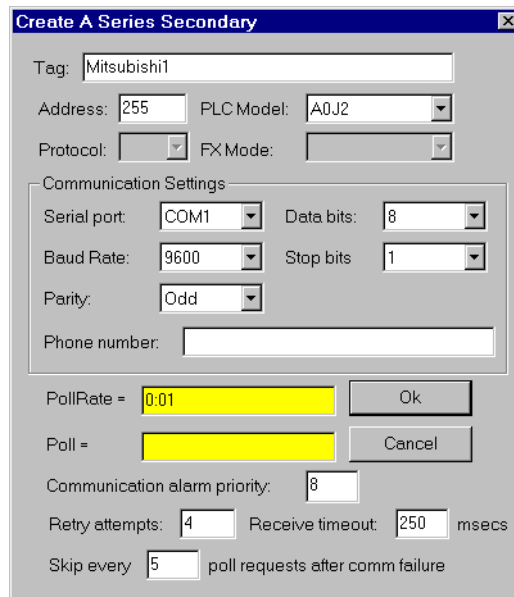 Create A Series Secondary
Tag: Mitsubishi1
Address: 255 PLC Model: A0J2
Protocol: FX Mode:
Communication Settings
Serial port: COM1 Data bits: 8
Baud Rate: 9600 Stop bits 1
Parity: Odd
Phone number:
PollRate = 0:01 Ok
Poll = Cancel
Communication alarm priority: 8
Retry attempts: 4 Receive timeout: 250 msecs
Skip every 5 poll requests after comm failure